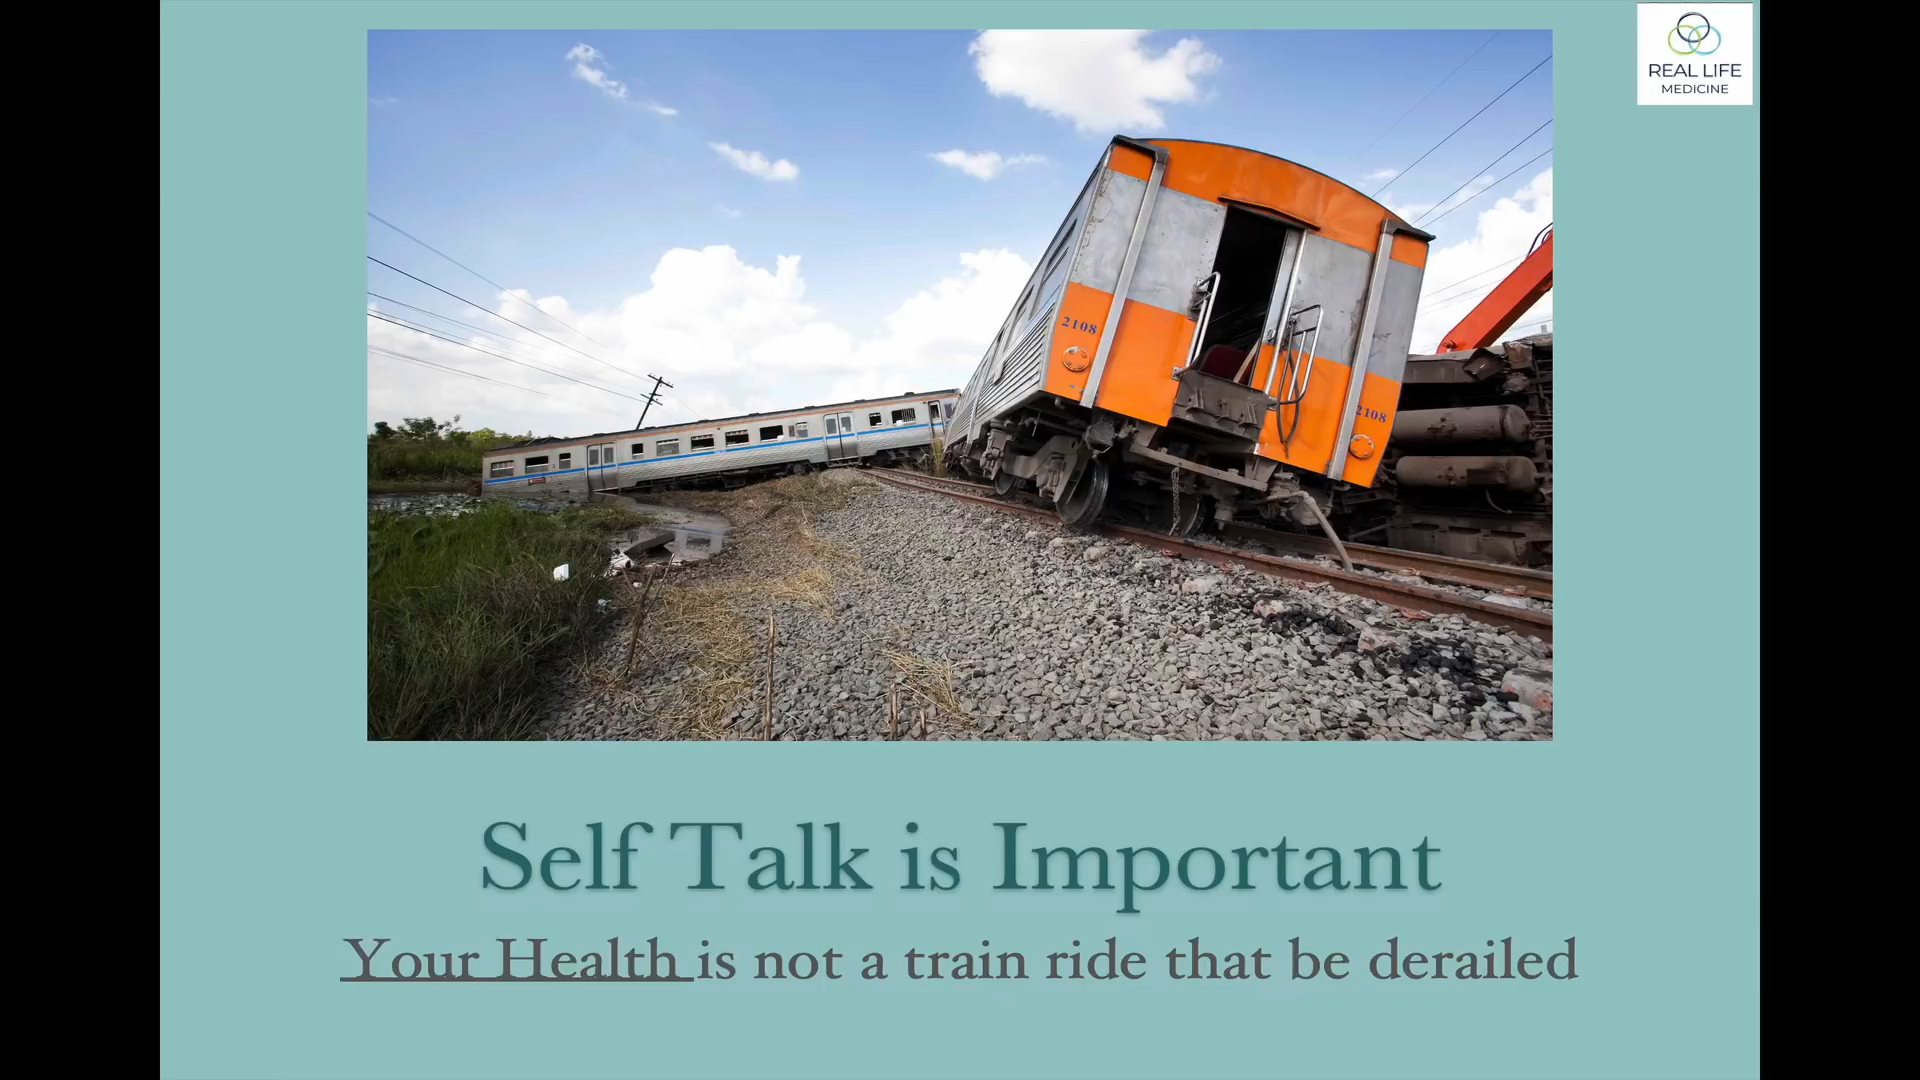 REAL LIFE
MEDICINE
2108
2108
Self Talk is Important
Your Health is not a train ride that be derailed